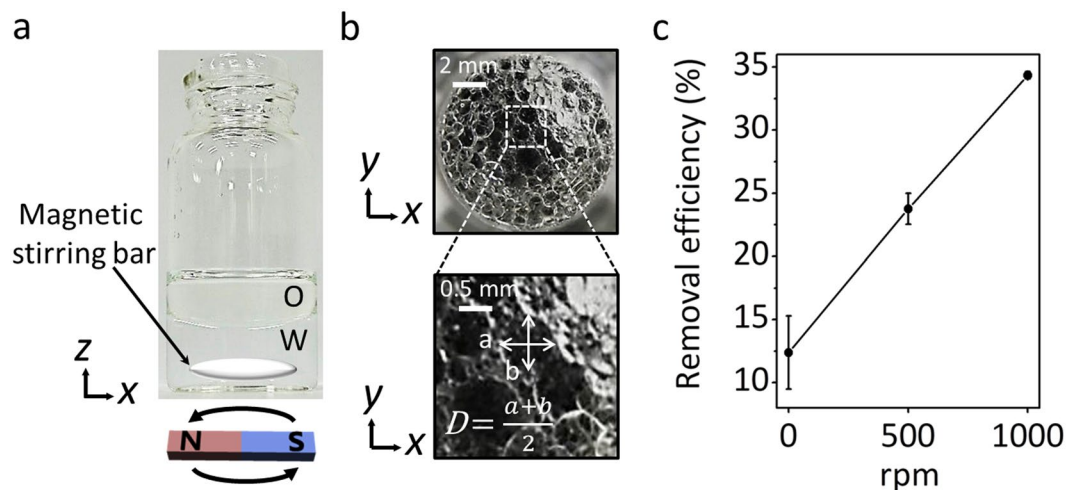 a
Magnetic
stirring bar
O
W
z
x
N
S
b
2 mm
y
x
0.5 mm
a
b
D= a+b
2
y
x
c
Removal efficiency (%)
35
30
25
20
15
10
0
500
1000
rpm